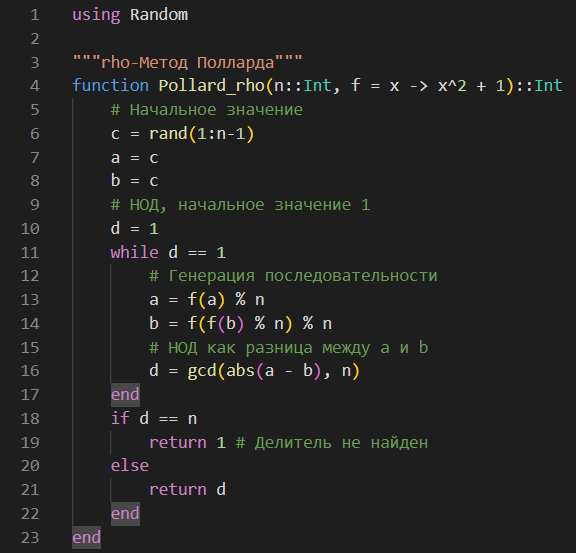 1 using Random
2
3 """rho-Метод Полларда"""
4 function Pollard_rho(n::Int, f = x -> x^2 + 1)::Int
5     # Начальное значение
6     c = rand(1:n-1)
7     a = c
8     b = c
9     # НОД, начальное значение 1
10     d = 1
11     while d == 1
12         # Генерация последовательности
13         a = f(a) % n
14         b = f(f(b) % n) % n
15         # НОД как разница между a и b
16         d = gcd(abs(a - b), n)
17     end
18     if d == n
19         return 1 # Делитель не найден
20     else
21         return d
22     end
23 end